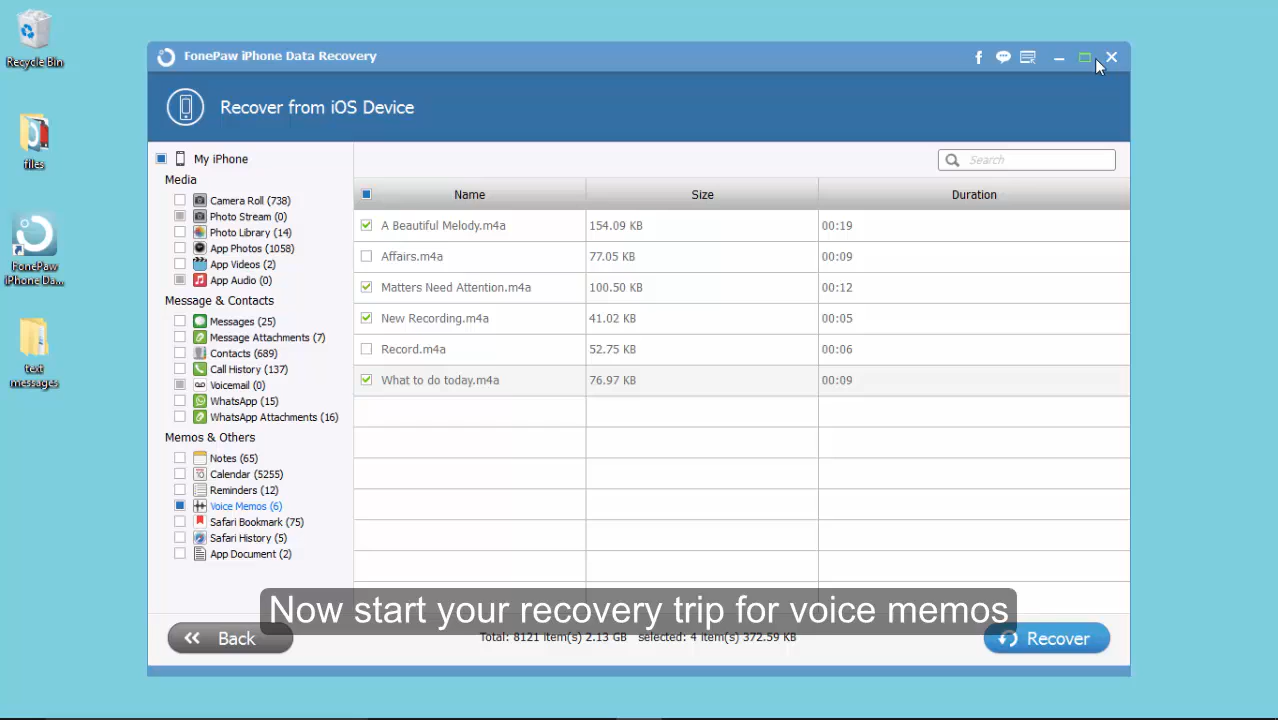 Recycle Bin
files
FonePaw
iPhone Da...
text
messages
FonePaw iPhone Data Recovery
Recover from iOS Device
My iPhone
Media
Camera Roll (738)
Photo Stream (0)
Photo Library (14)
App Photos (1058)
App Videos (2)
App Audio (0)
Message & Contacts
Messages (25)
Message Attachments (7)
Contacts (689)
Call History (137)
Voicemail (0)
WhatsApp (15)
WhatsApp Attachments (16)
Memos & Others
Notes (65)
Calendar (5255)
Reminders (12)
Voice Memos (6)
Safari Bookmark (75)
Safari History (5)
App Document (2)
Search
Name Size Duration
A Beautiful Melody.m4a 154.09 KB 00:19
Affairs.m4a 77.05 KB 00:09
Matters Need Attention.m4a 100.50 KB 00:12
New Recording.m4a 41.02 KB 00:05
Record.m4a 52.75 KB 00:06
What to do today.m4a 76.97 KB 00:09
Now start your recovery trip for voice memos
Back Total: 8121 item(s) 2.13 GB selected: 4 item(s) 372.59 KB Recover